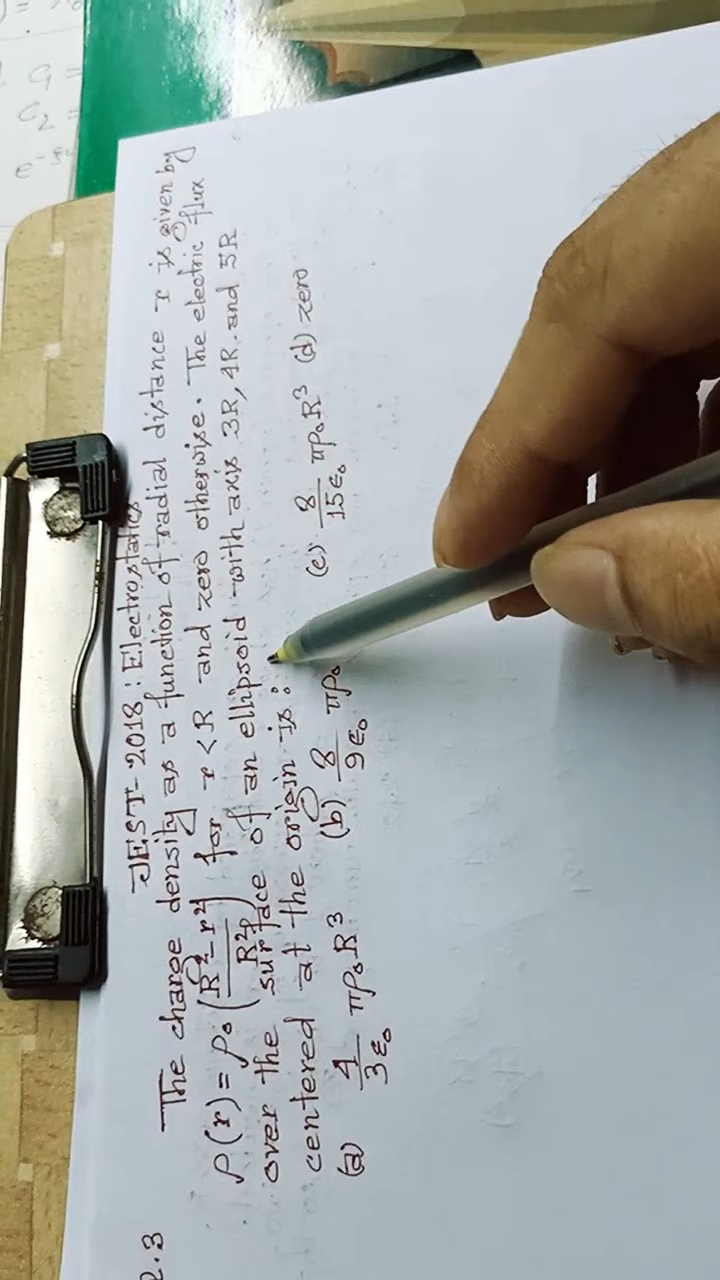 JEST-2018: Electrostatics
The charge density as a function of radial distance r is given by
ρ(r) = ρ₀ (R²-r²/R²) for r<R and zero otherwise. The electric flux
over the surface of an ellipsoid with axis 3R, 4R and 5R
centered at the origin is:
(a) 4/3ε₀ πρ₀R³ (b) 8/9ε₀ πρ₀ (c) 8/15ε₀ πρ₀R³ (d) zero
2.3
e⁻⁵
C₂ =